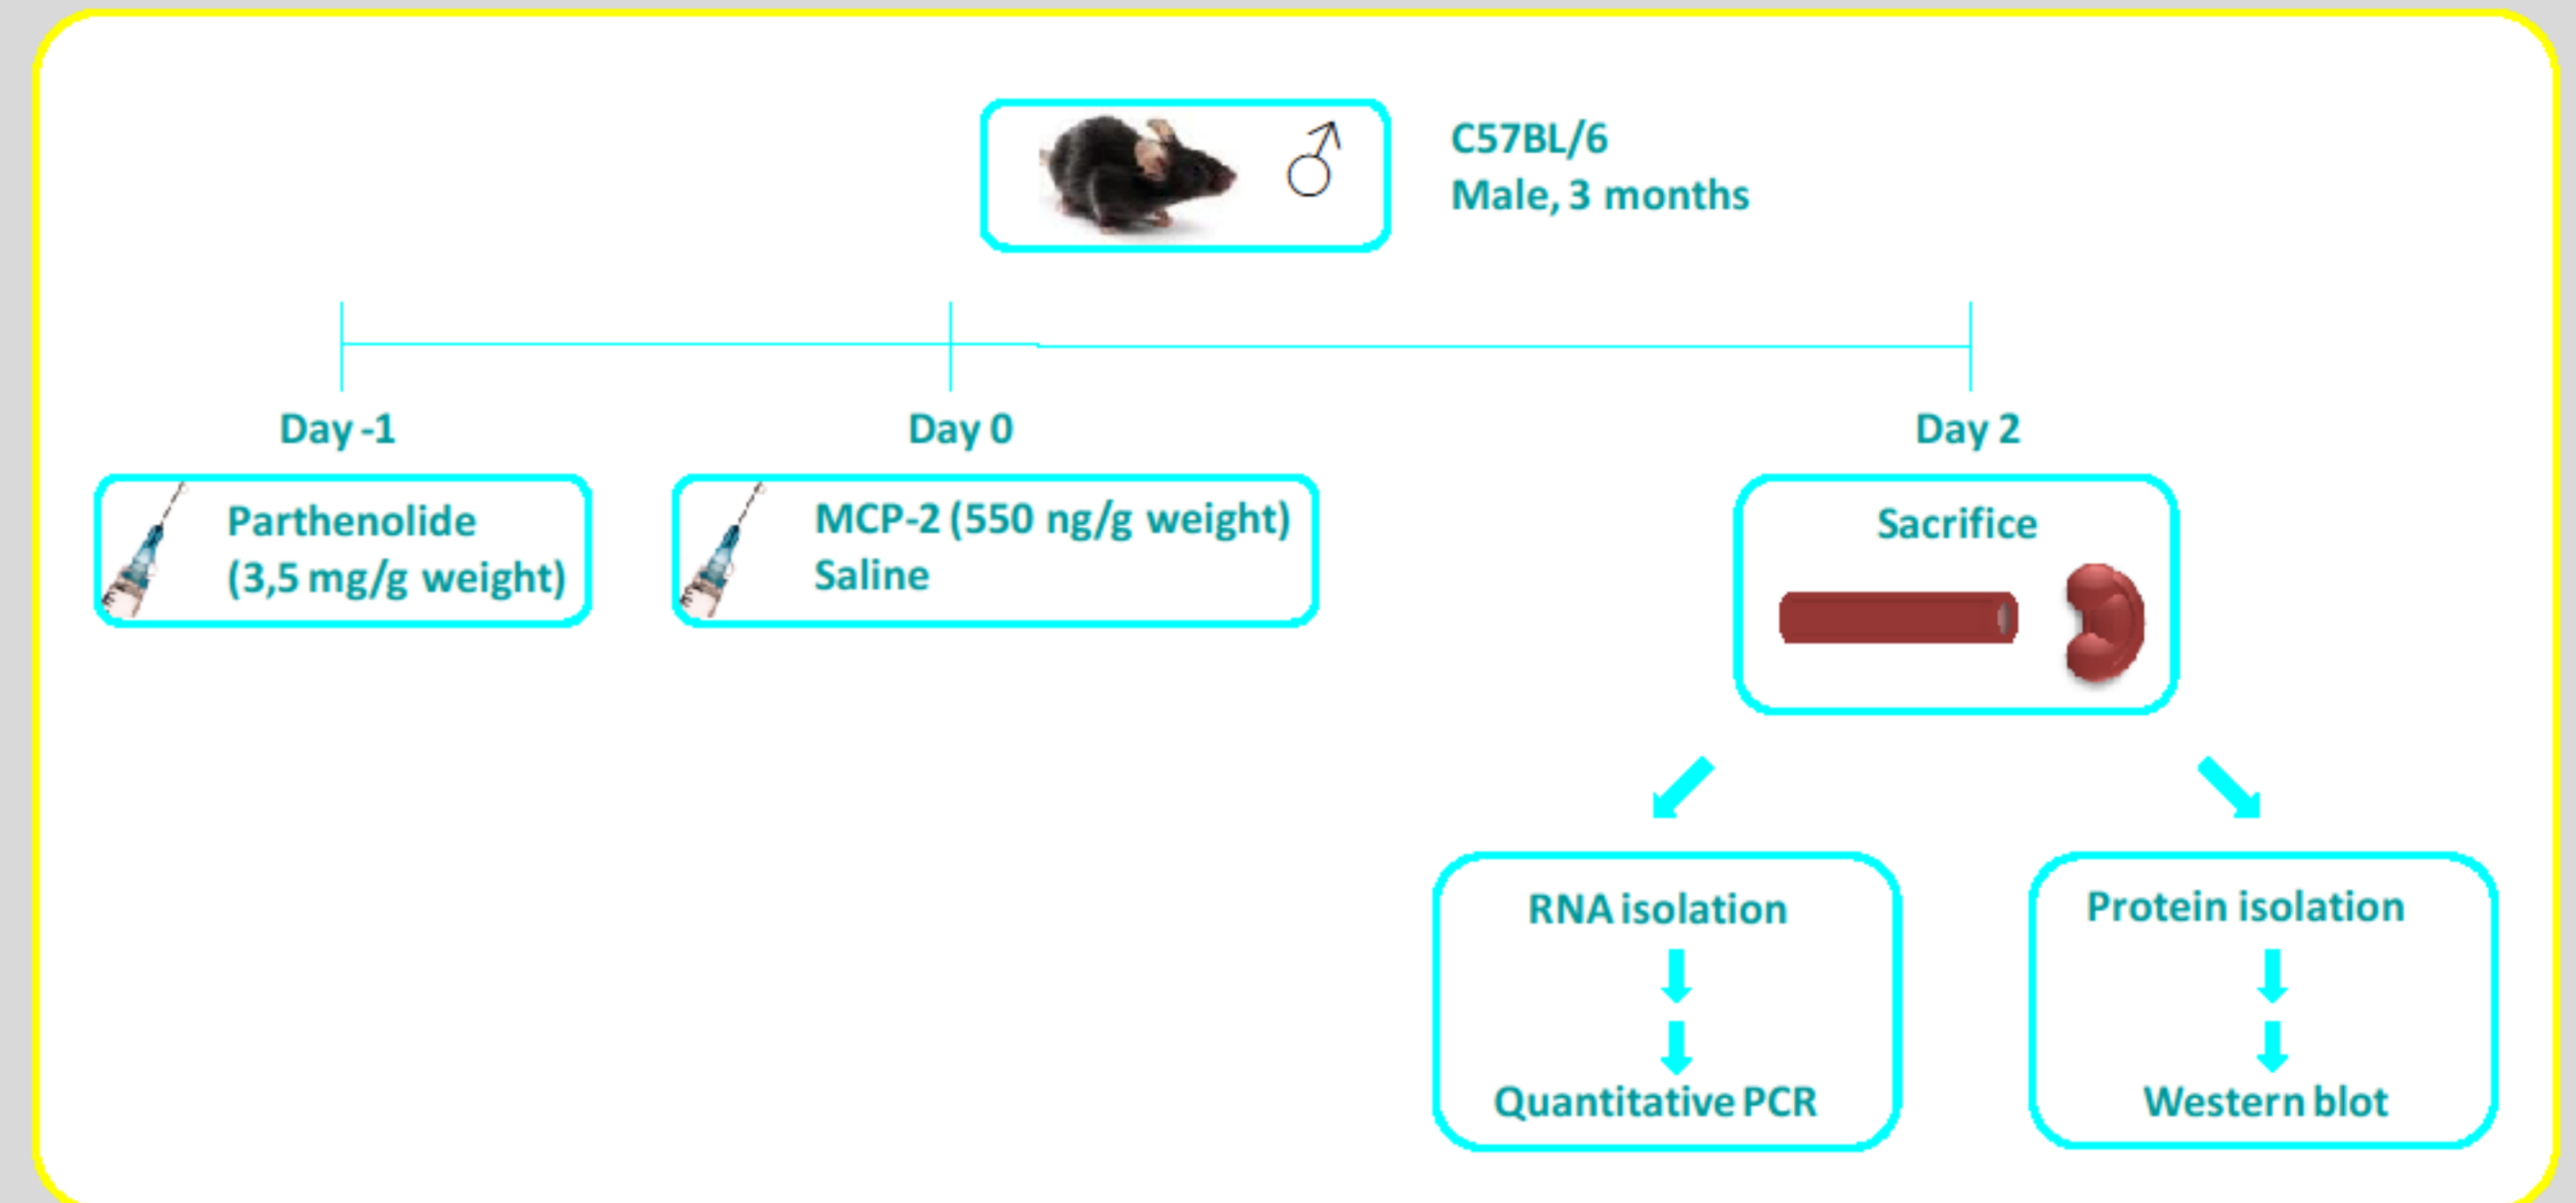 C57BL/6
Male, 3 months
Day -1
Day 0
Day 2
Parthenolide
(3,5 mg/g weight)
MCP-2 (550 ng/g weight)
Saline
Sacrifice
RNA isolation
Quantitative PCR
Protein isolation
Western blot